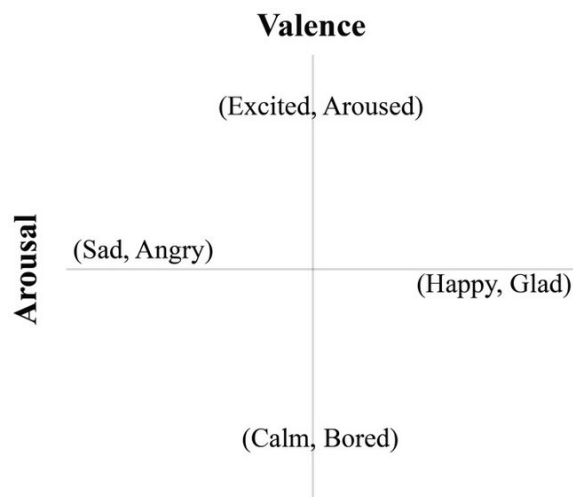 Valence
(Excited, Aroused)
Arousal
(Sad, Angry)
(Happy, Glad)
(Calm, Bored)